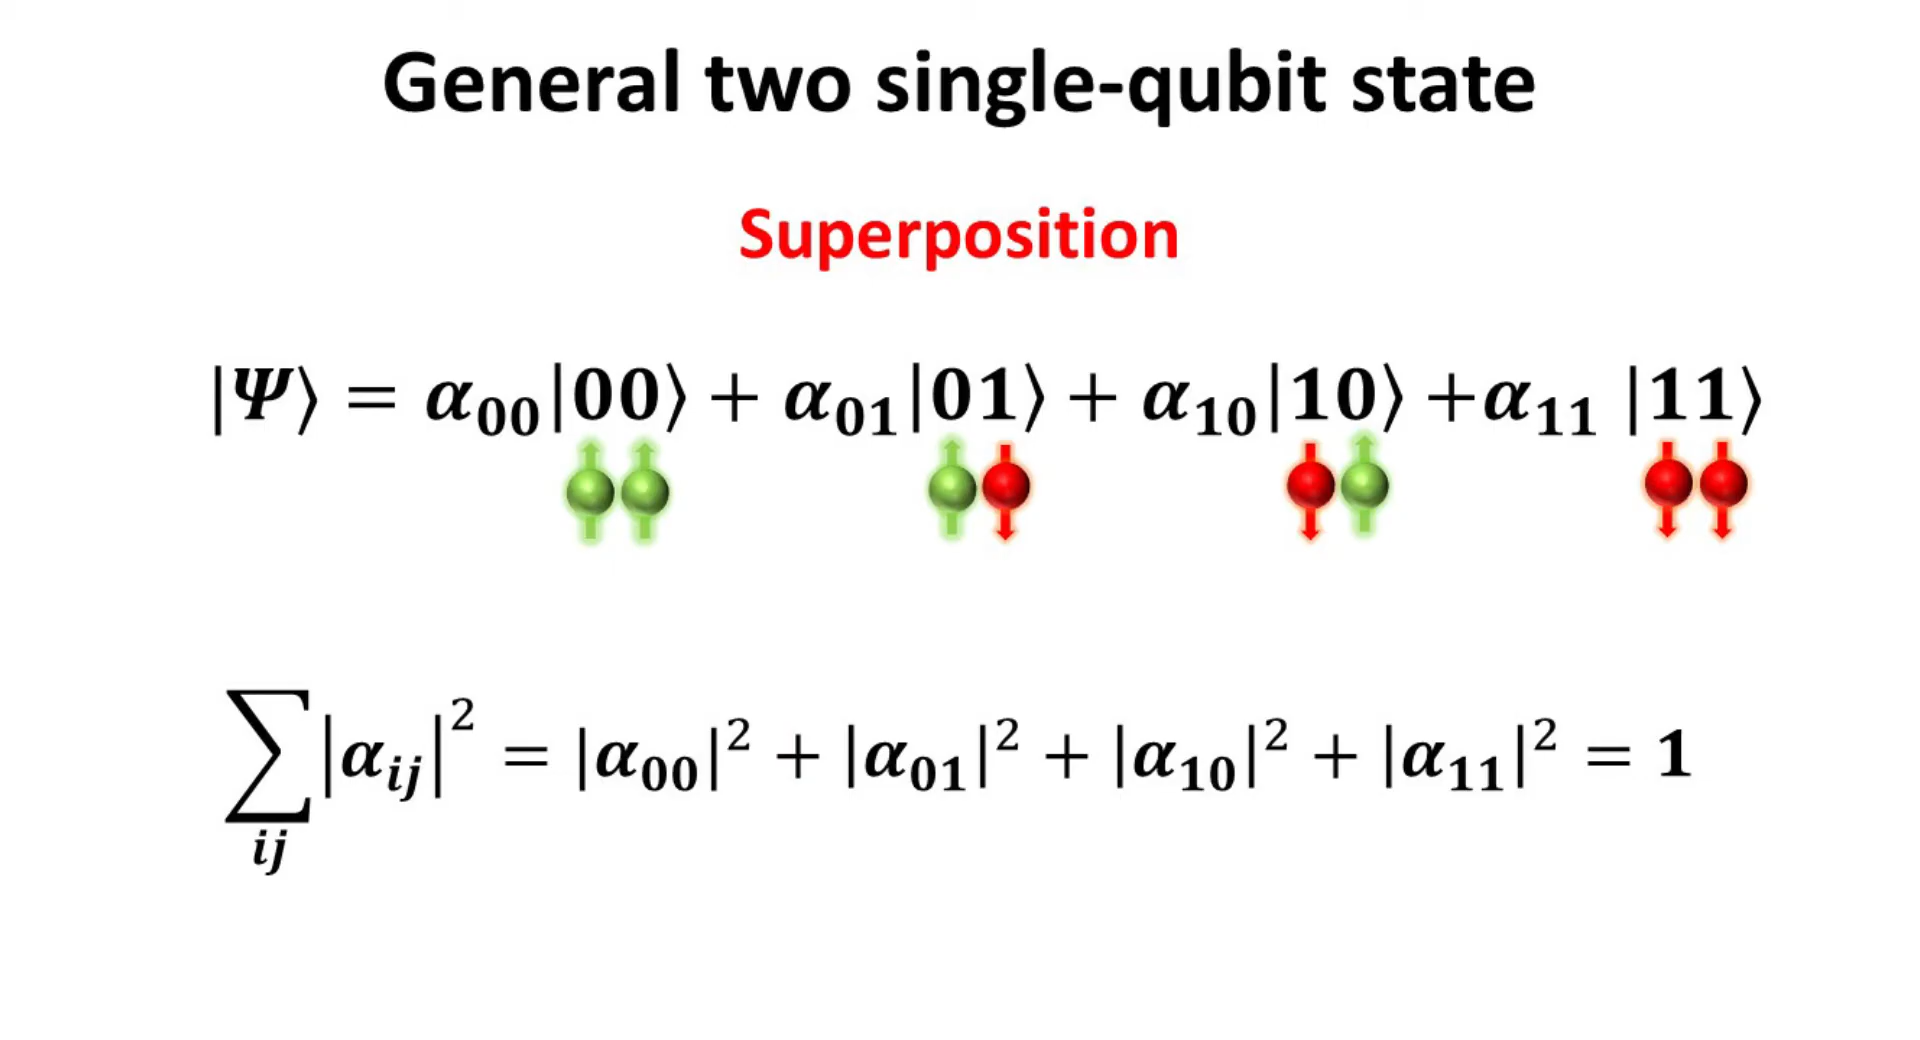 General two single-qubit state
Superposition
|Ψ⟩ = α₀₀|00⟩ + α₀₁|01⟩ + α₁₀|10⟩ +α₁₁ |11⟩
∑ᵢⱼ|αᵢⱼ|² = |α₀₀|² + |α₀₁|² + |α₁₀|² + |α₁₁|² = 1